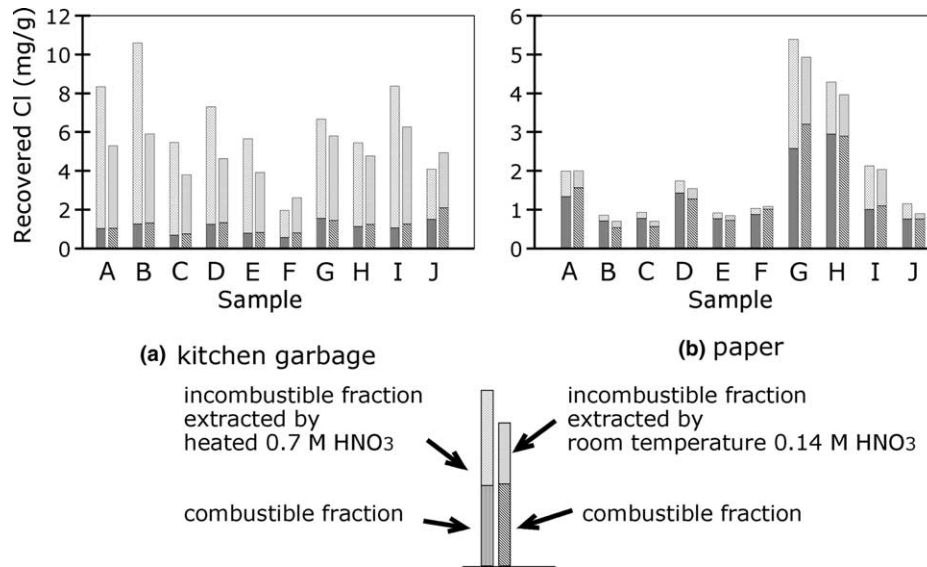 Recovered Cl (mg/g)
12
10
8
6
4
2
0
A B C D E F G H I J
Sample
(a) kitchen garbage
6
5
4
3
2
1
0
A B C D E F G H I J
Sample
(b) paper
incombustible fraction
extracted by
heated 0.7 M HNO3
combustible fraction
incombustible fraction
extracted by
room temperature 0.14 M HNO3
combustible fraction